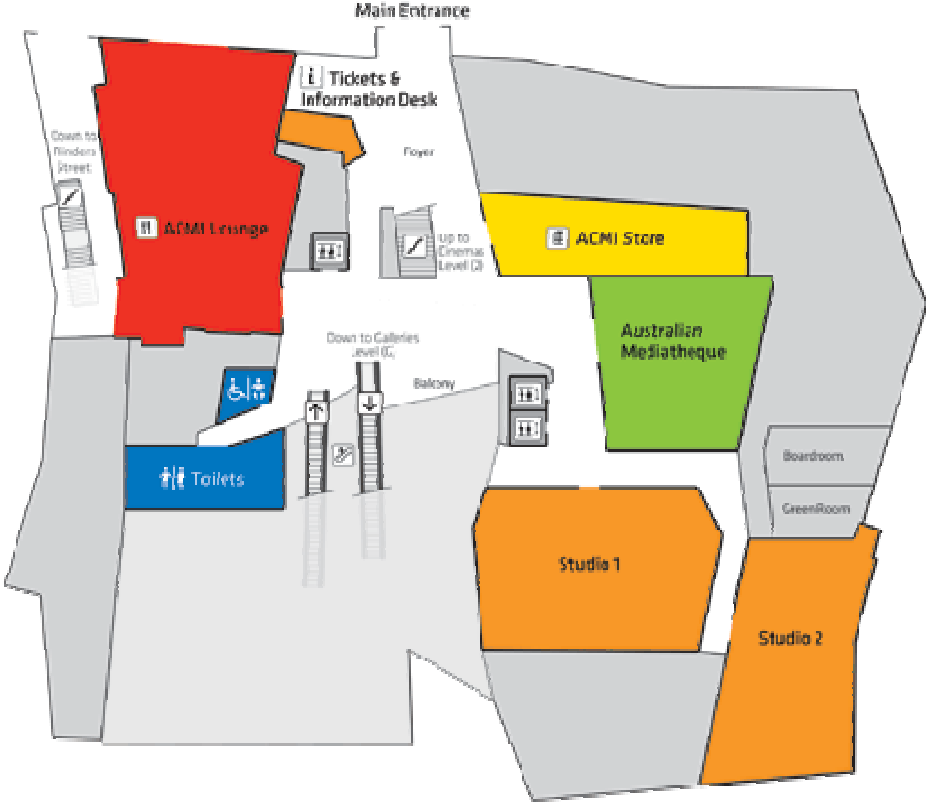 Main Entrance
Tickets &
Information Desk
Down to
Flinders
Street
Foyer
ACMI Lounge
Up to
Cinemas
Level (2)
ACMI Store
Down to Galleries
Level (G)
Australian
Mediatheque
Balcony
Toilets
Boardroom
GreenRoom
Studio 1
Studio 2